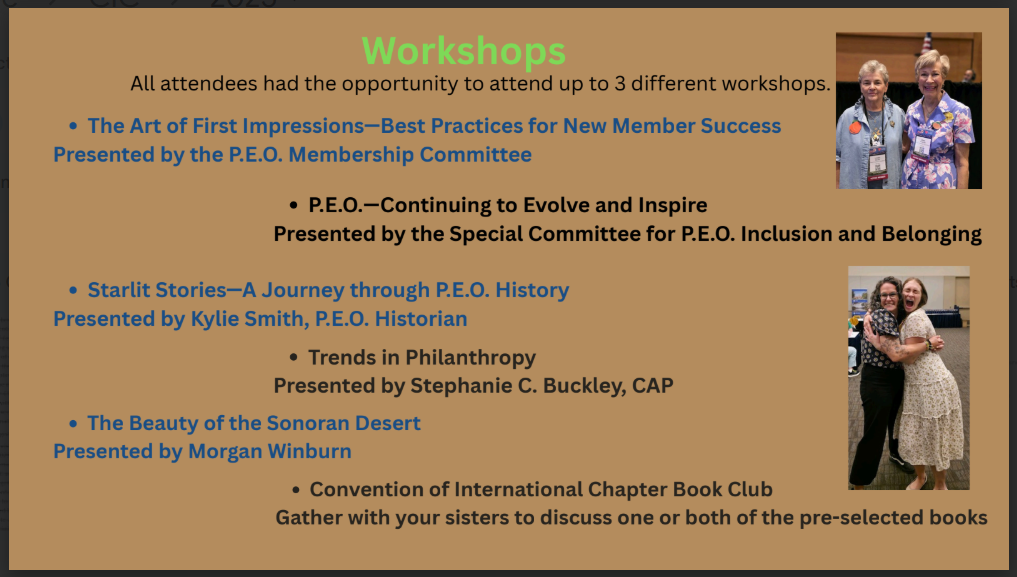 Workshops
All attendees had the opportunity to attend up to 3 different workshops.
• The Art of First Impressions—Best Practices for New Member Success
Presented by the P.E.O. Membership Committee
• P.E.O.—Continuing to Evolve and Inspire
Presented by the Special Committee for P.E.O. Inclusion and Belonging
• Starlit Stories—A Journey through P.E.O. History
Presented by Kylie Smith, P.E.O. Historian
• Trends in Philanthropy
Presented by Stephanie C. Buckley, CAP
• The Beauty of the Sonoran Desert
Presented by Morgan Winburn
• Convention of International Chapter Book Club
Gather with your sisters to discuss one or both of the pre-selected books